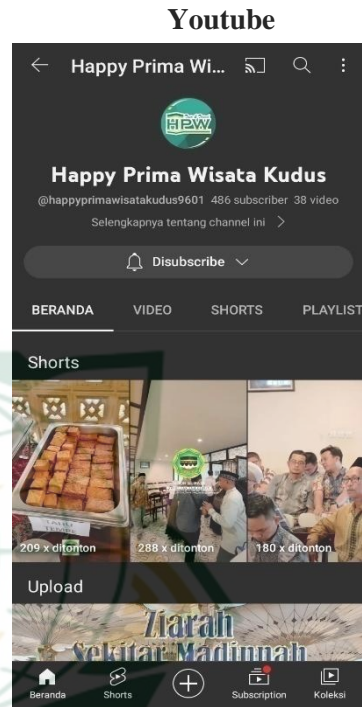 Youtube
Happy Prima Wi...
HPW
Happy Prima Wisata Kudus
@happyprimawisatakudus9601 486 subscriber 38 video
Selengkapnya tentang channel ini >
Disubscribe
BERANDA VIDEO SHORTS PLAYLIST
Shorts
209 x ditonton 288 x ditonton 180 x ditonton
Upload
Ziarah
Sekitar Madinnah
Beranda Shorts Subscription Koleksi